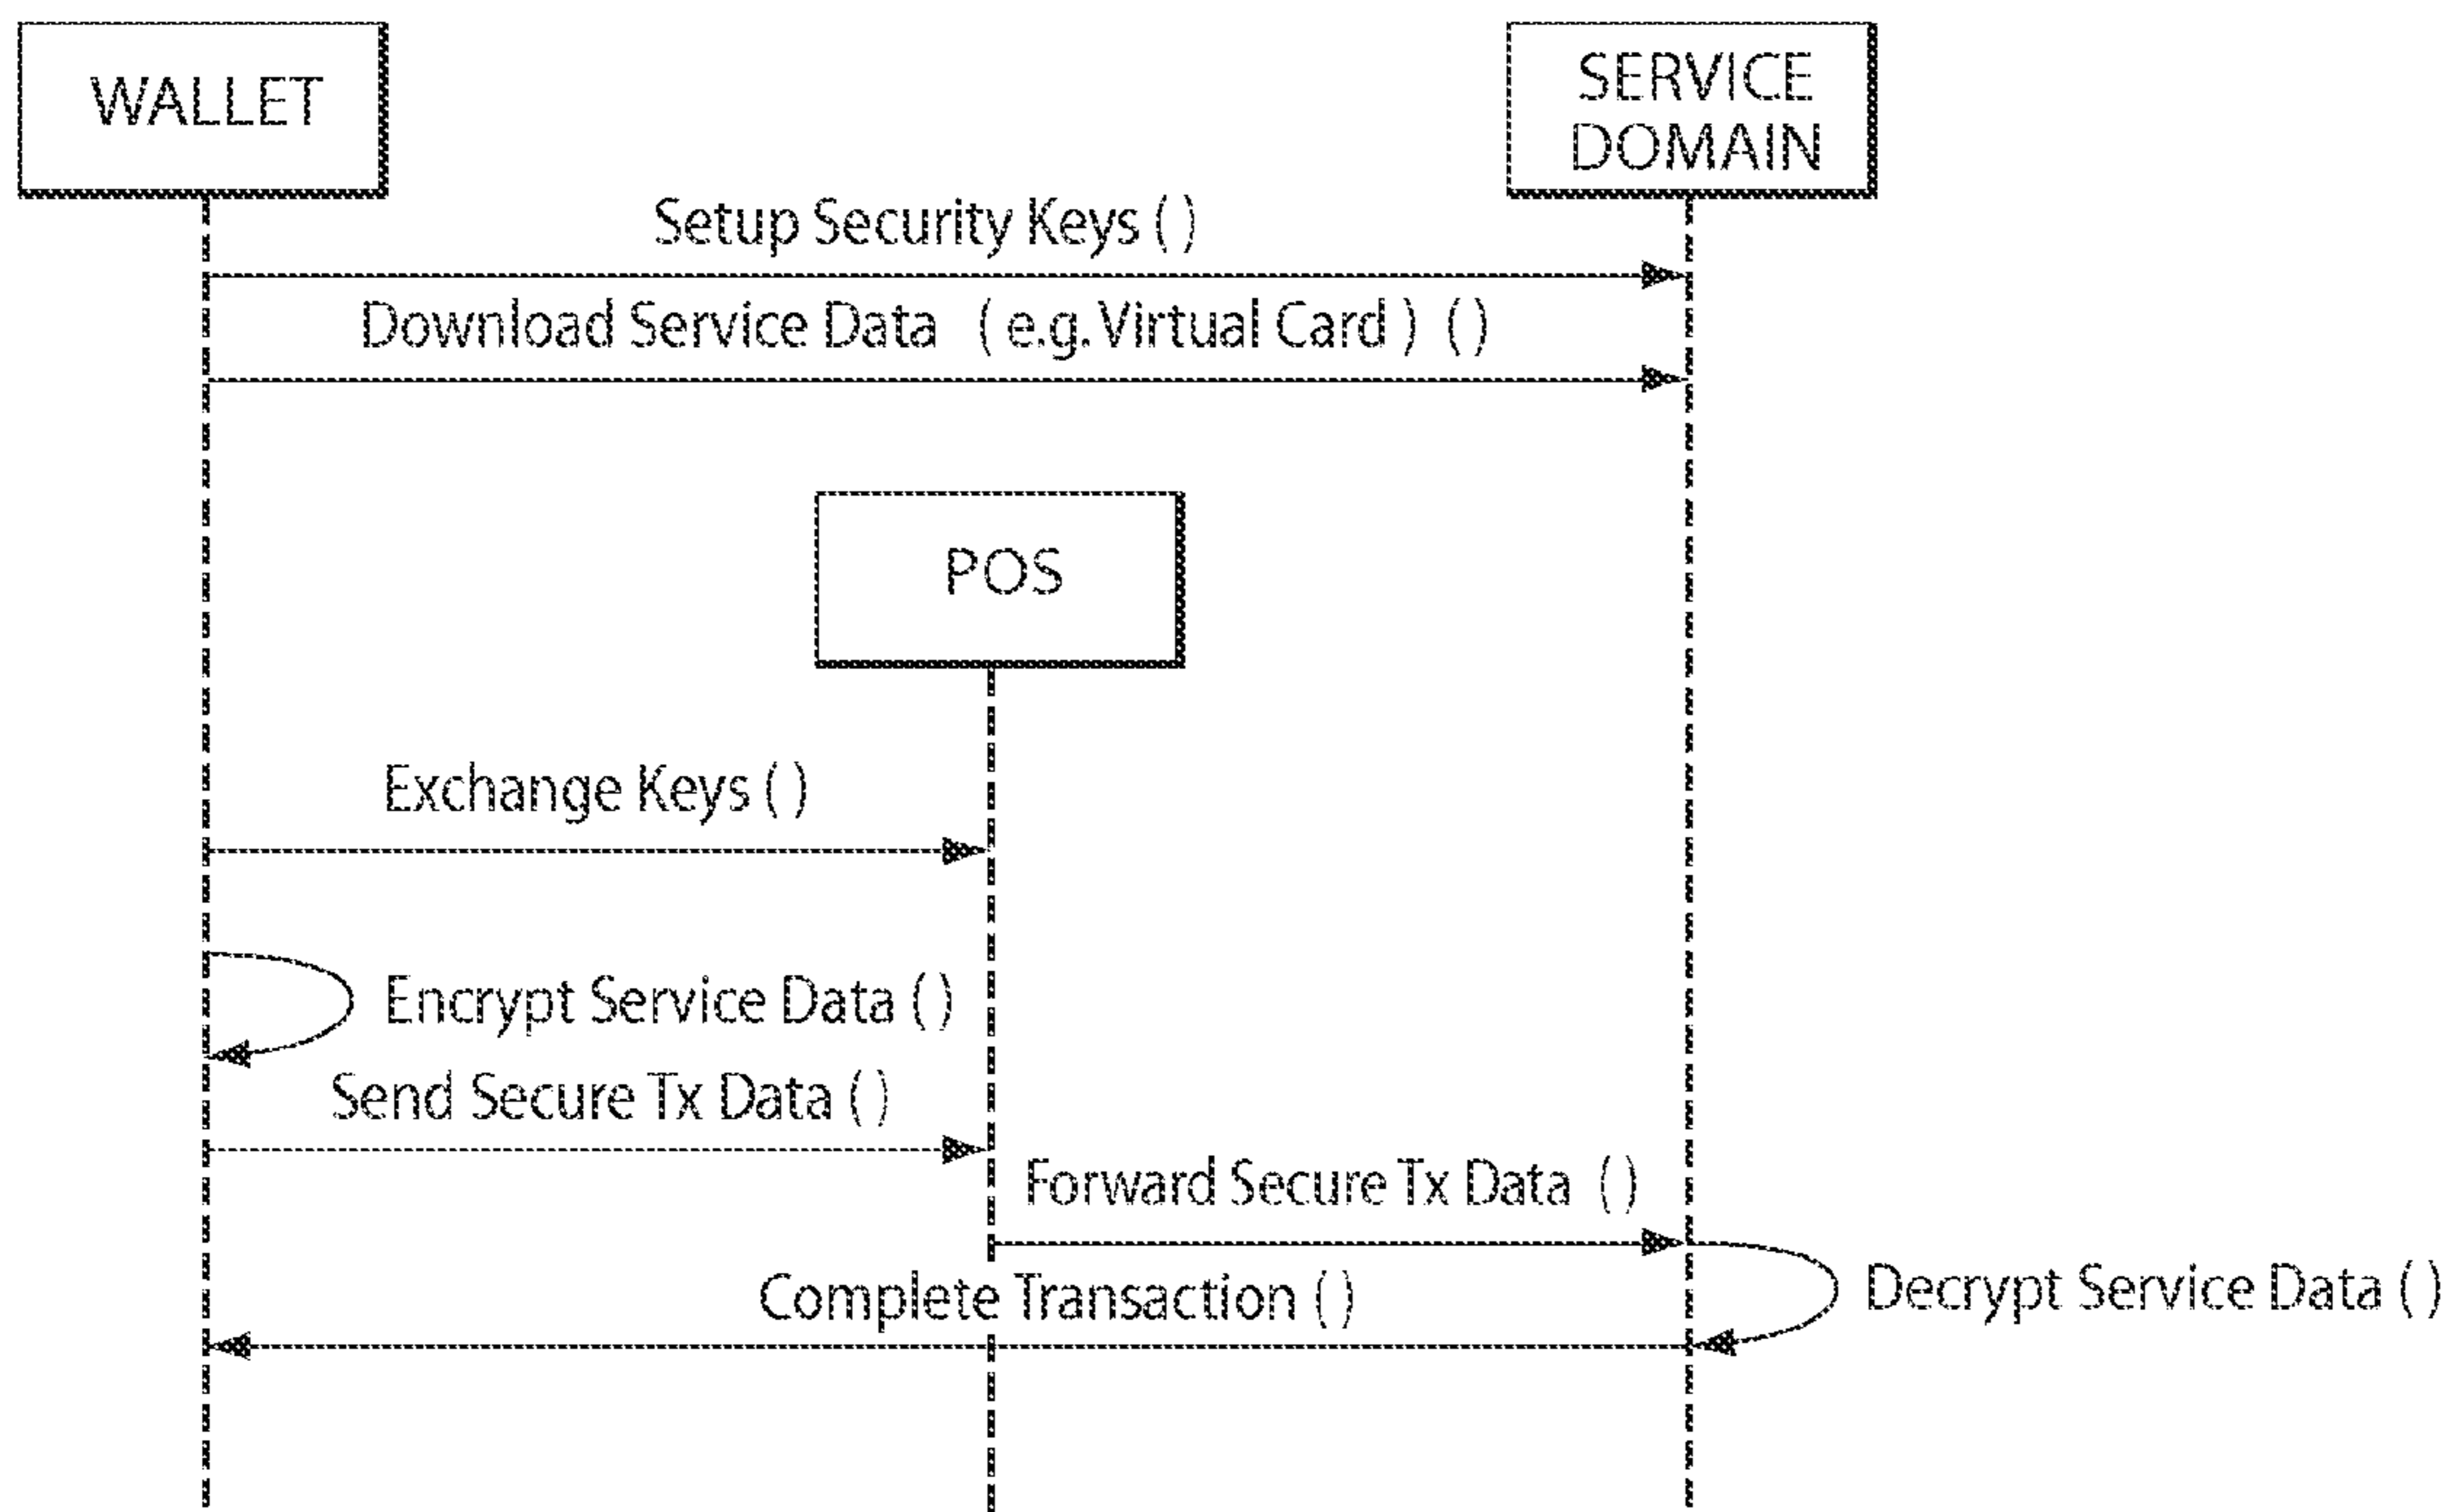 WALLET
SERVICE
DOMAIN
Setup Security Keys ( )
Download Service Data ( e.g. Virtual Card ) ( )
POS
Exchange Keys ( )
Encrypt Service Data ( )
Send Secure Tx Data ( )
Forward Secure Tx Data ( )
Complete Transaction ( )
Decrypt Service Data ( )